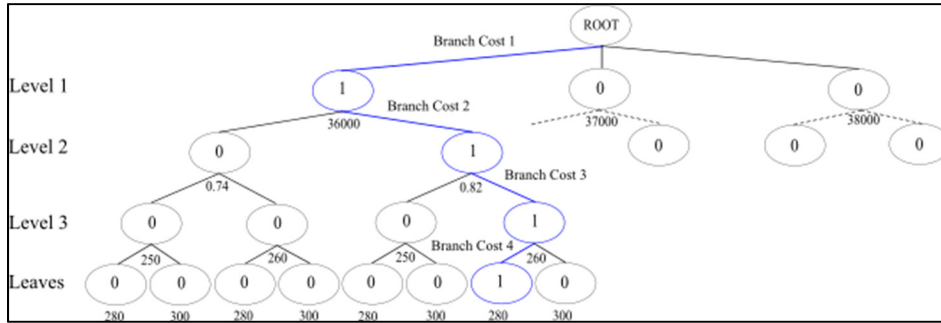 ROOT
Branch Cost 1
Level 1 1 0 0
Branch Cost 2
36000 37000 38000
Level 2 0 1 0 0 0
Branch Cost 3
0.74 0.82
Level 3 0 0 0 1
Branch Cost 4
250 260 250 260
Leaves 0 0 0 0 0 0 1 0
280 300 280 300 280 300 280 300